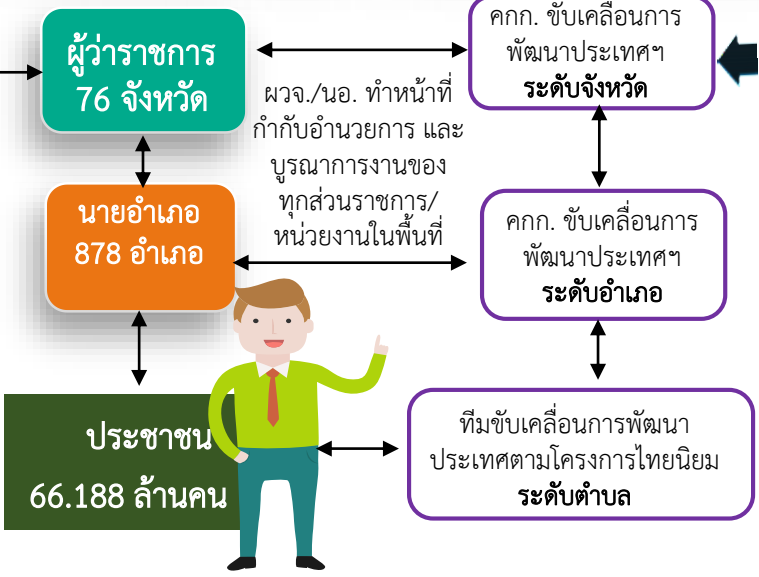 ผู้ว่าราชการ
76 จังหวัด
คกก. ขับเคลื่อนการ
พัฒนาประเทศฯ
ระดับจังหวัด
ผวจ./นอ. ทำหน้าที่
กำกับอำนวยการ และ
บูรณาการงานของ
ทุกส่วนราชการ/
หน่วยงานในพื้นที่
นายอำเภอ
878 อำเภอ
คกก. ขับเคลื่อนการ
พัฒนาประเทศฯ
ระดับอำเภอ
ประชาชน
66.188 ล้านคน
ทีมขับเคลื่อนการพัฒนา
ประเทศตามโครงการไทยนิยม
ระดับตำบล